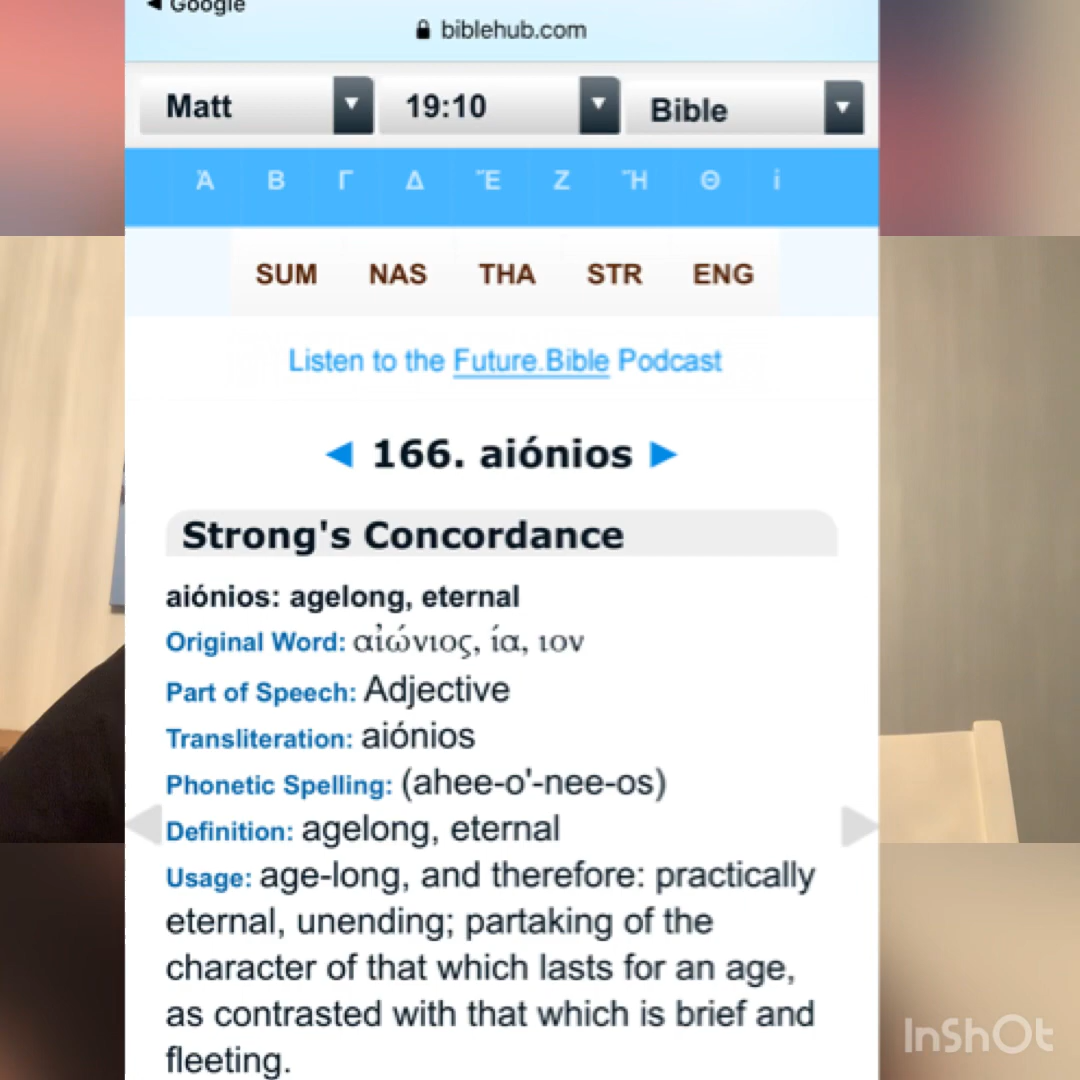 ◄ Google
biblehub.com
Matt 19:10 Bible
Ἀ Β Γ Δ Ἔ Ζ Ἤ Θ ἰ
SUM NAS THA STR ENG
Listen to the Future.Bible Podcast
◄ 166. aiónios ►
Strong's Concordance
aiónios: agelong, eternal
Original Word: αἰώνιος, ία, ιον
Part of Speech: Adjective
Transliteration: aiónios
Phonetic Spelling: (ahee-o'-nee-os)
Definition: agelong, eternal
Usage: age-long, and therefore: practically
eternal, unending; partaking of the
character of that which lasts for an age,
as contrasted with that which is brief and
fleeting.
InShOt